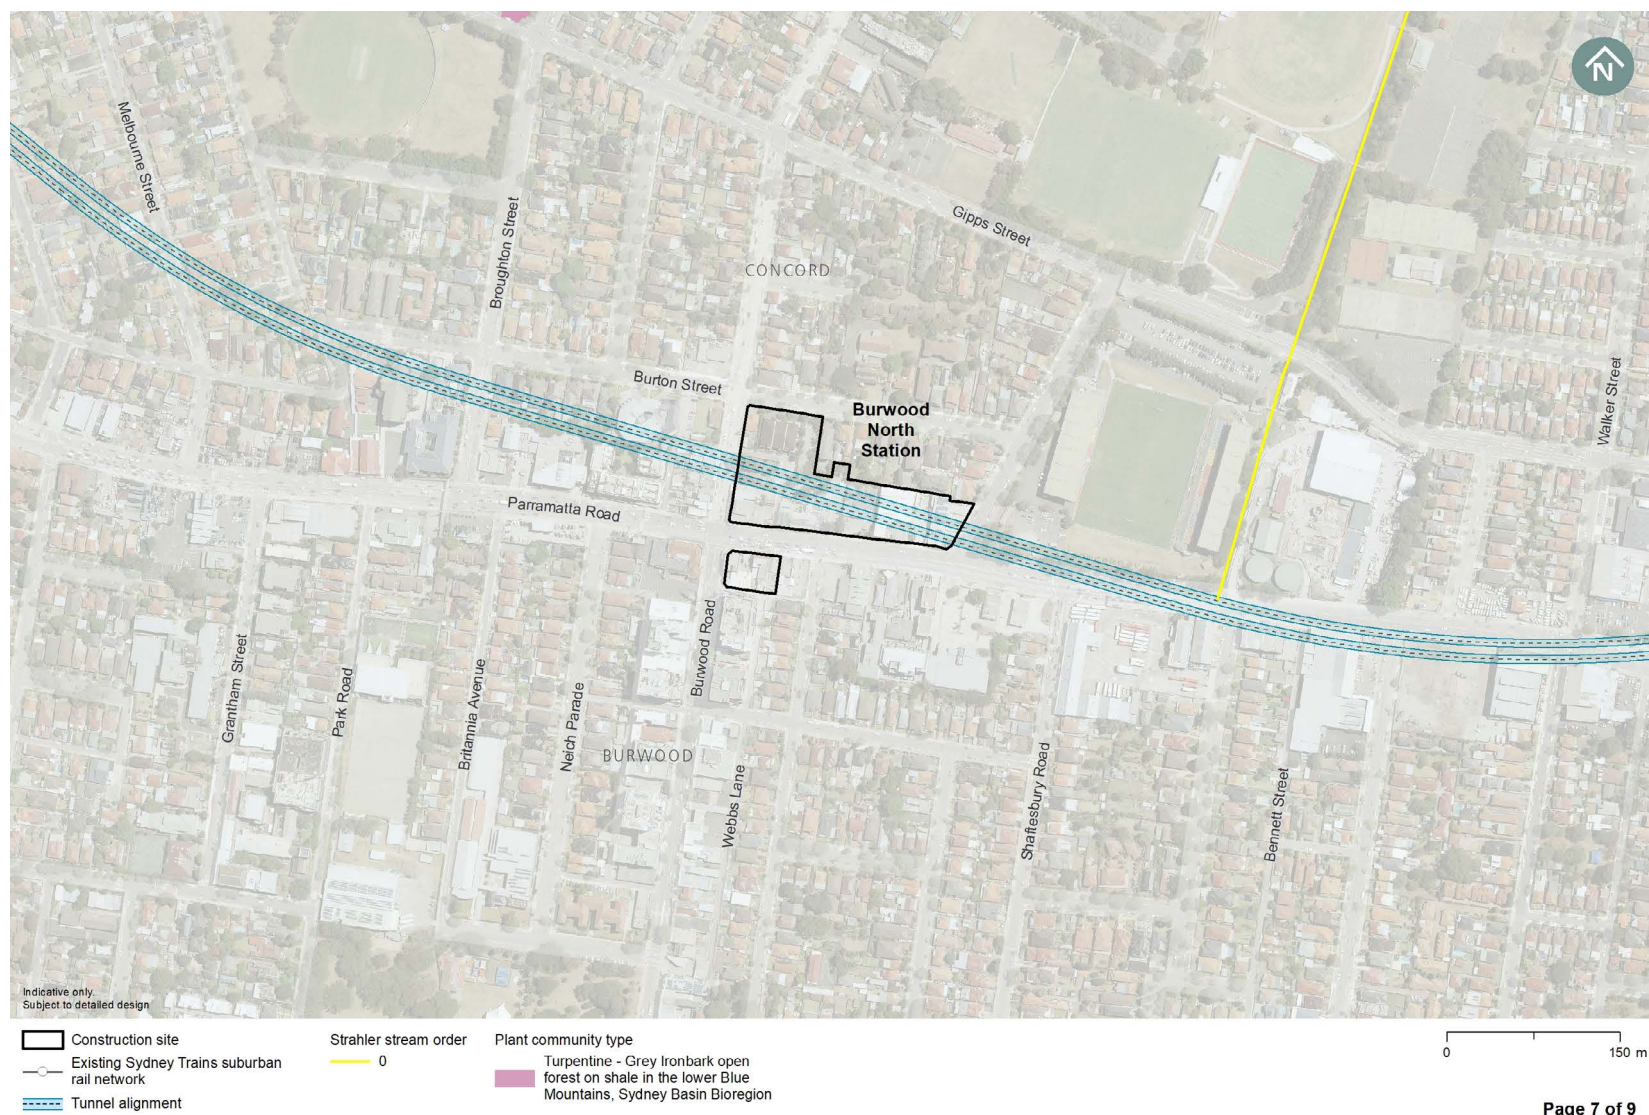 N
Melbourne Street
Broughton Street
Gipps Street
CONCORD
Burton Street
Burwood
North
Station
Walker Street
Parramatta Road
Burwood Road
Grantham Street
Park Road
Britannia Avenue
Neich Parade
BURWOOD
Webbs Lane
Shaftesbury Road
Bennett Street
Indicative only.
Subject to detailed design
Construction site
Existing Sydney Trains suburban
rail network
Tunnel alignment
Strahler stream order
0
Plant community type
Turpentine - Grey Ironbark open
forest on shale in the lower Blue
Mountains, Sydney Basin Bioregion
0 150 m
Page 7 of 9